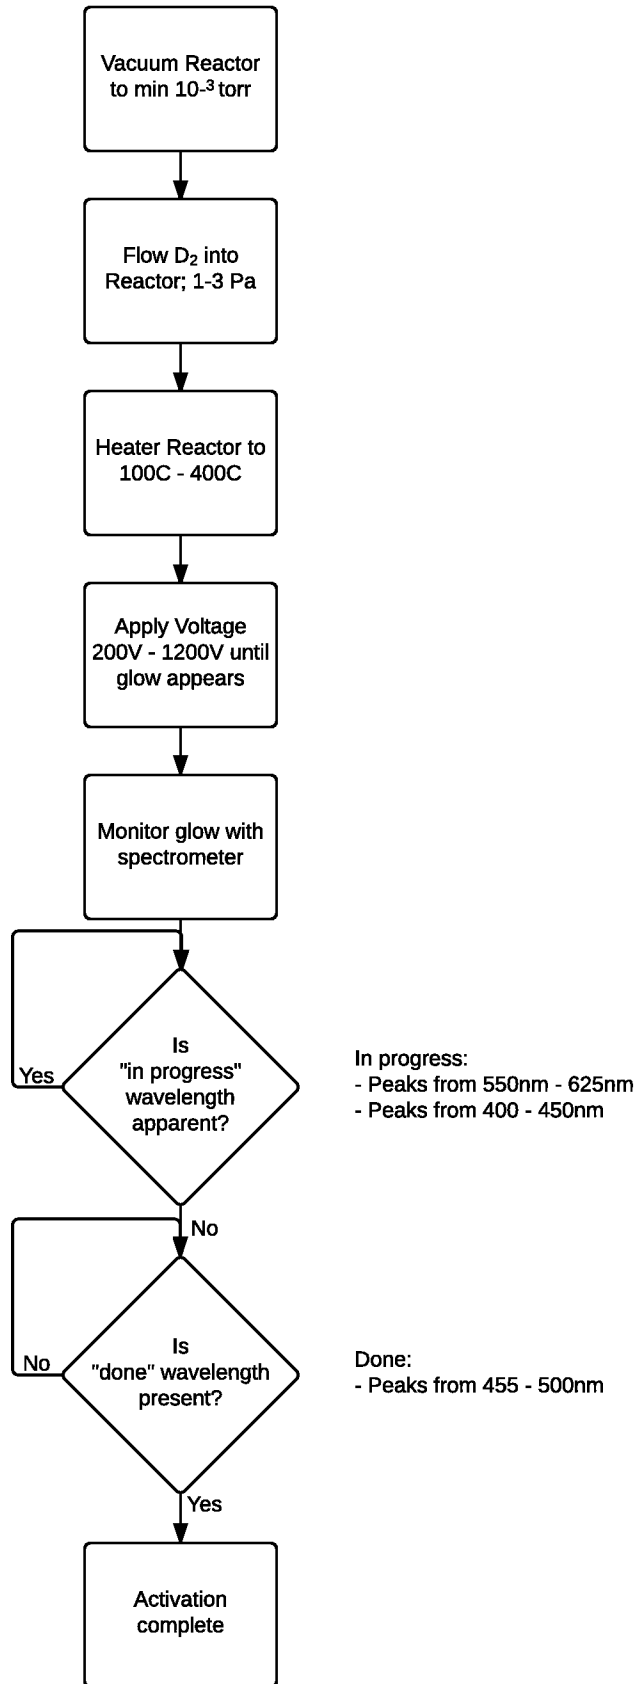 Vacuum Reactor
to min 10-³ torr
Flow D₂ into
Reactor; 1-3 Pa
Heater Reactor to
100C - 400C
Apply Voltage
200V - 1200V until
glow appears
Monitor glow with
spectrometer
Is
"in progress"
wavelength
apparent?
Yes
In progress:
- Peaks from 550nm - 625nm
- Peaks from 400 - 450nm
No
Is
"done" wavelength
present?
No
Done:
- Peaks from 455 - 500nm
Yes
Activation
complete